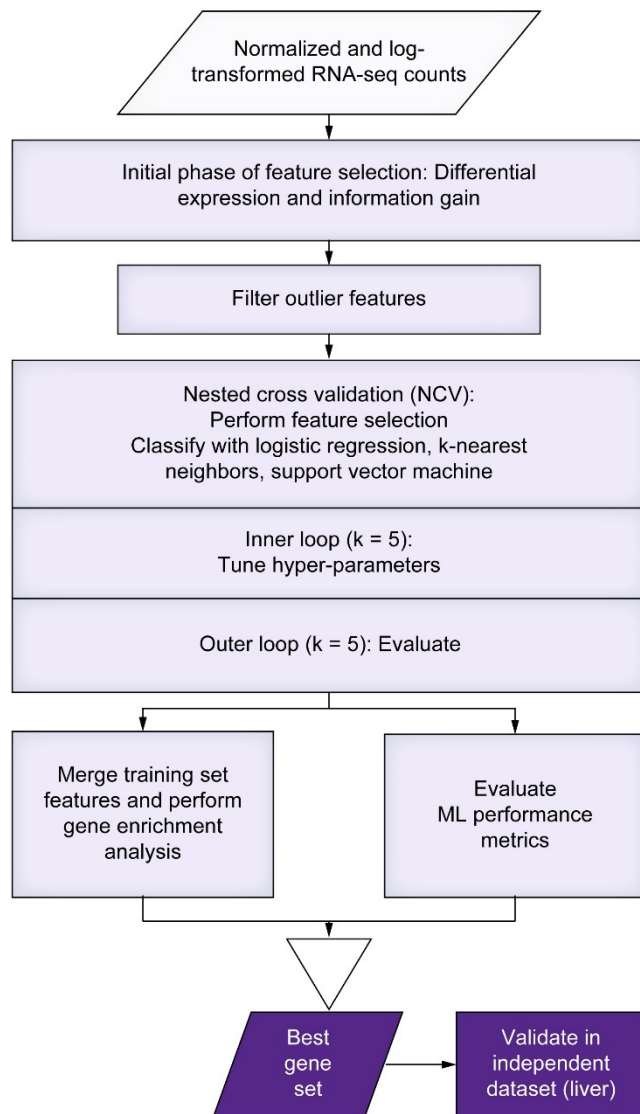 Normalized and log-
transformed RNA-seq counts
Initial phase of feature selection: Differential
expression and information gain
Filter outlier features
Nested cross validation (NCV):
Perform feature selection
Classify with logistic regression, k-nearest
neighbors, support vector machine
Inner loop (k = 5):
Tune hyper-parameters
Outer loop (k = 5): Evaluate
Merge training set
features and perform
gene enrichment
analysis
Evaluate
ML performance
metrics
Best
gene
set
Validate in
independent
dataset (liver)